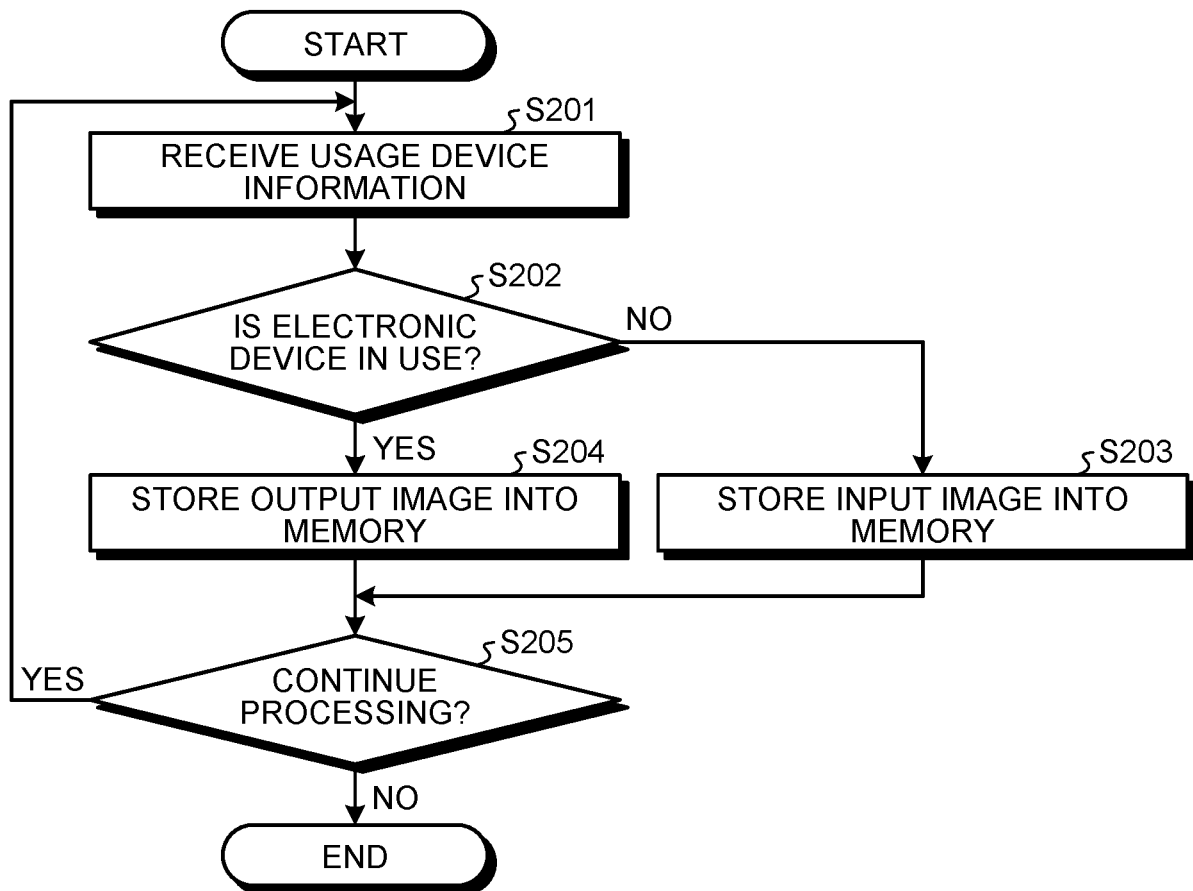 START
S201
RECEIVE USAGE DEVICE
INFORMATION
S202
IS ELECTRONIC
DEVICE IN USE?
NO
YES
S204
STORE OUTPUT IMAGE INTO
MEMORY
S203
STORE INPUT IMAGE INTO
MEMORY
S205
YES
CONTINUE
PROCESSING?
NO
END